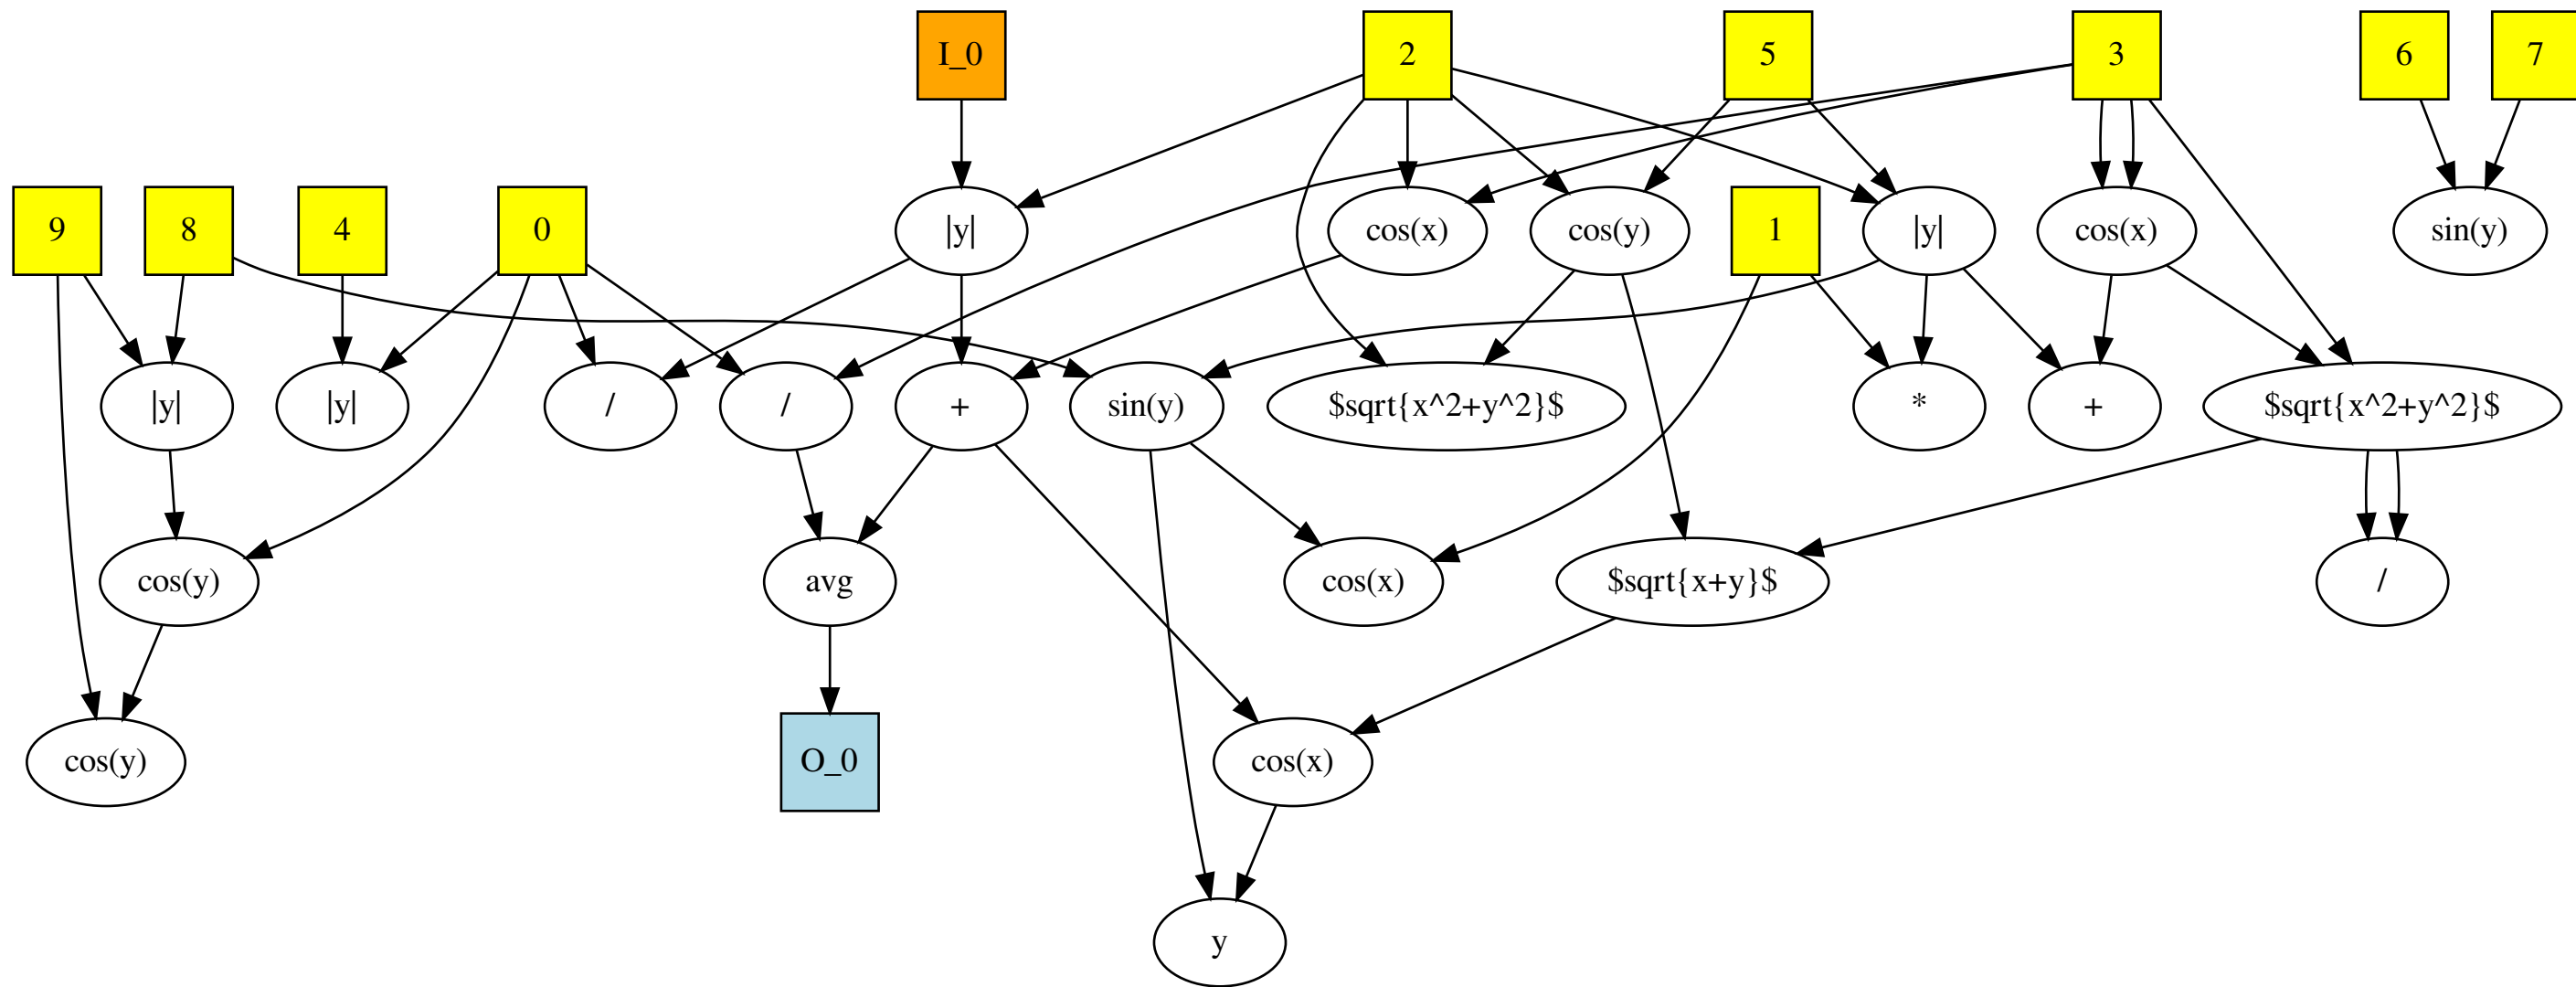 I_0
2
5
3
6
7
9
8
4
0
|y|
cos(x)
cos(y)
1
|y|
cos(x)
sin(y)
|y|
|y|
/
/
+
sin(y)
$sqrt{x^2+y^2}$
*
+
$sqrt{x^2+y^2}$
cos(y)
avg
cos(x)
$sqrt{x+y}$
/
cos(y)
O_0
cos(x)
y